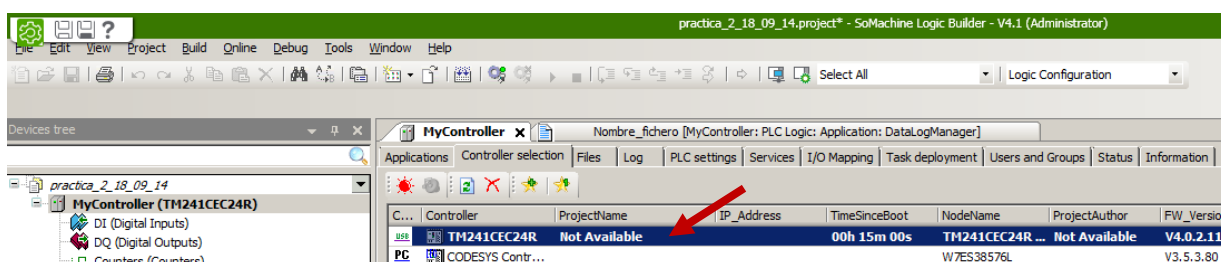 practica_2_18_09_14.project* - SoMachine Logic Builder - V4.1 (Administrator)
?
File Edit View Project Build Online Debug Tools Window Help
Select All Logic Configuration
Devices tree
MyController x Nombre_fichero [MyController: PLC Logic: Application: DataLogManager]
Applications Controller selection Files Log PLC settings Services I/O Mapping Task deployment Users and Groups Status Information
practica_2_18_09_14
MyController (TM241CEC24R)
DI (Digital Inputs)
DQ (Digital Outputs)
Counters (Counters)
C... Controller ProjectName IP_Address TimeSinceBoot NodeName ProjectAuthor FW_Versio
USB TM241CEC24R Not Available 00h 15m 00s TM241CEC24R ... Not Available V4.0.2.11
PC CODESYS Contr... W7ES38576L V3.5.3.80